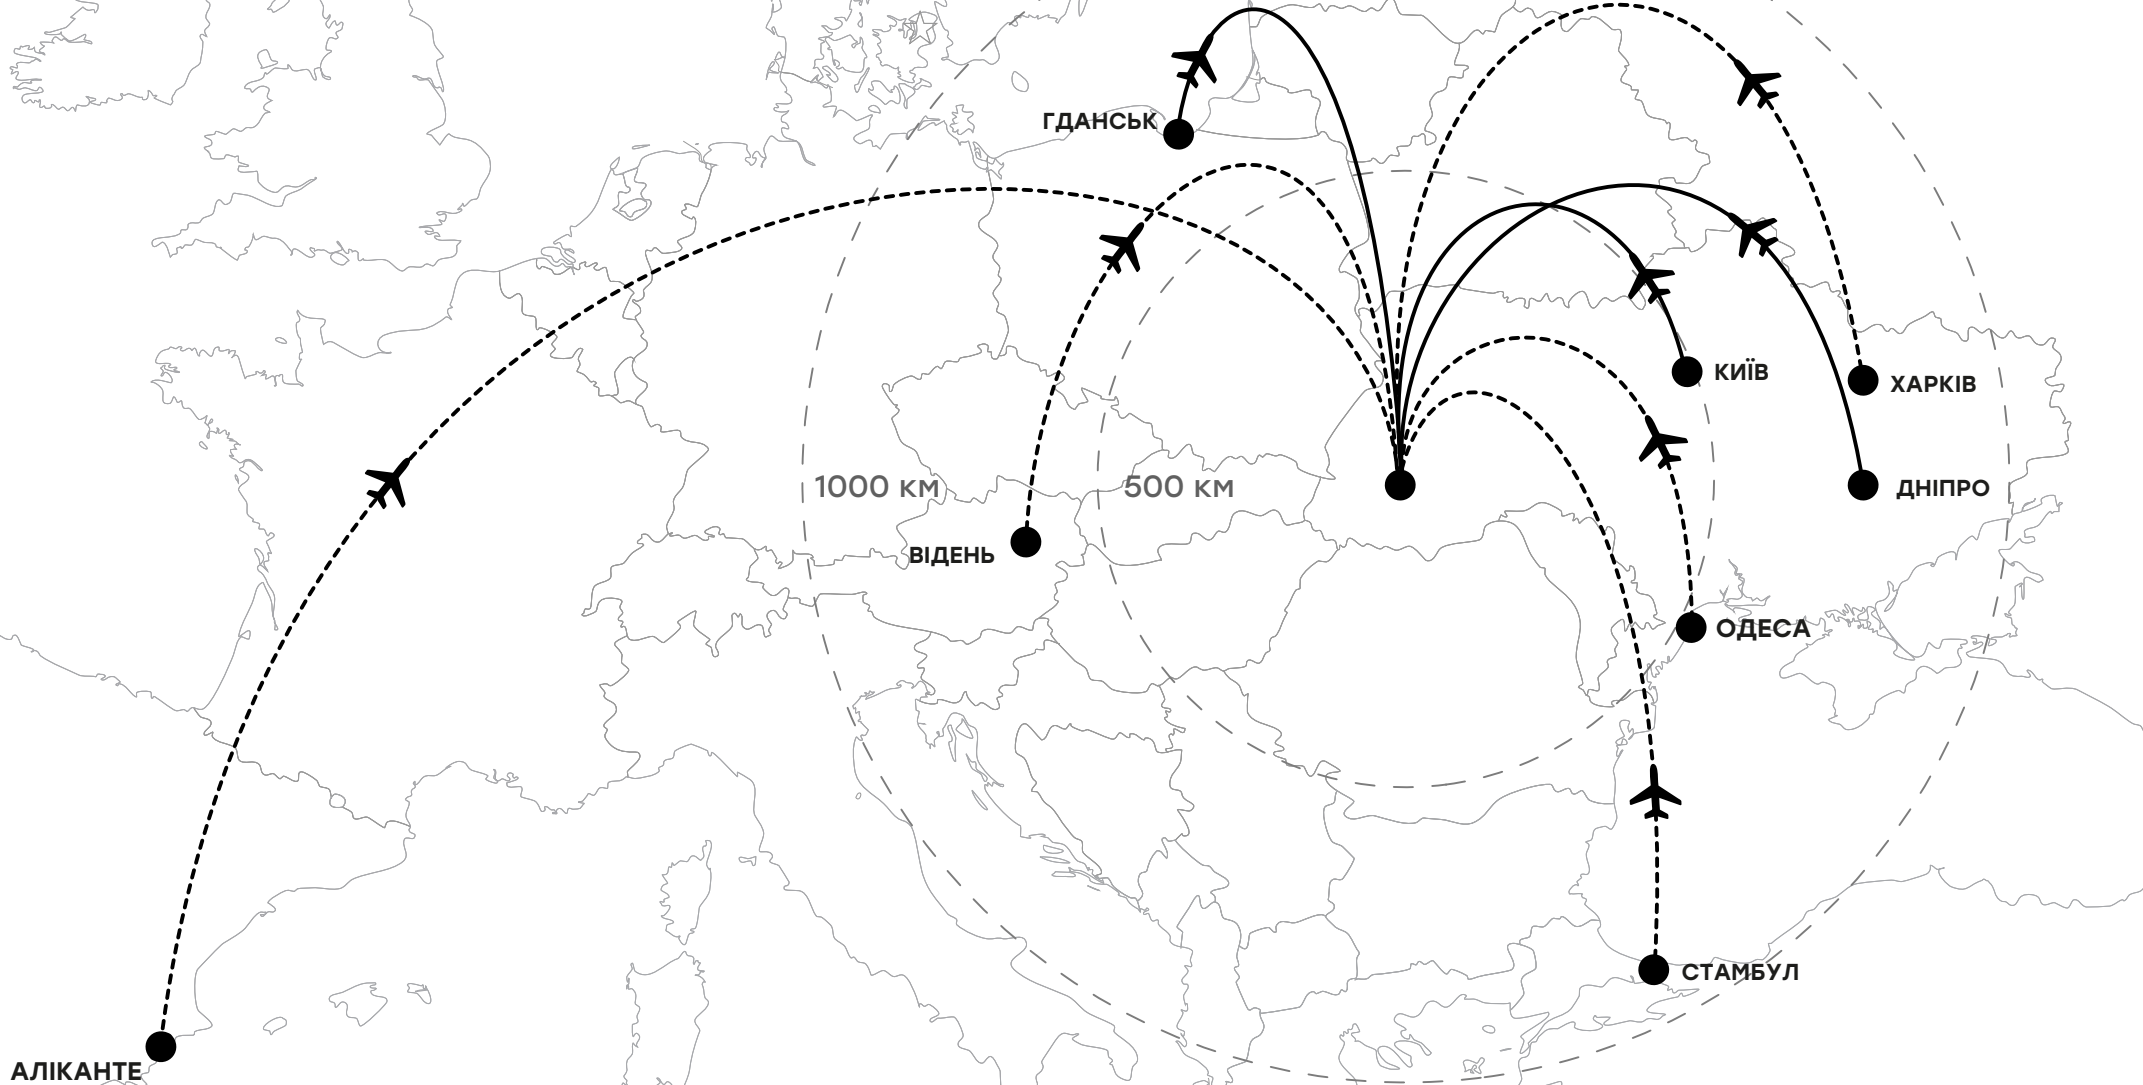 ГДАНСЬК
КИЇВ
ХАРКІВ
1000 км
500 км
ДНІПРО
ВІДЕНЬ
ОДЕСА
СТАМБУЛ
АЛІКАНТЕ